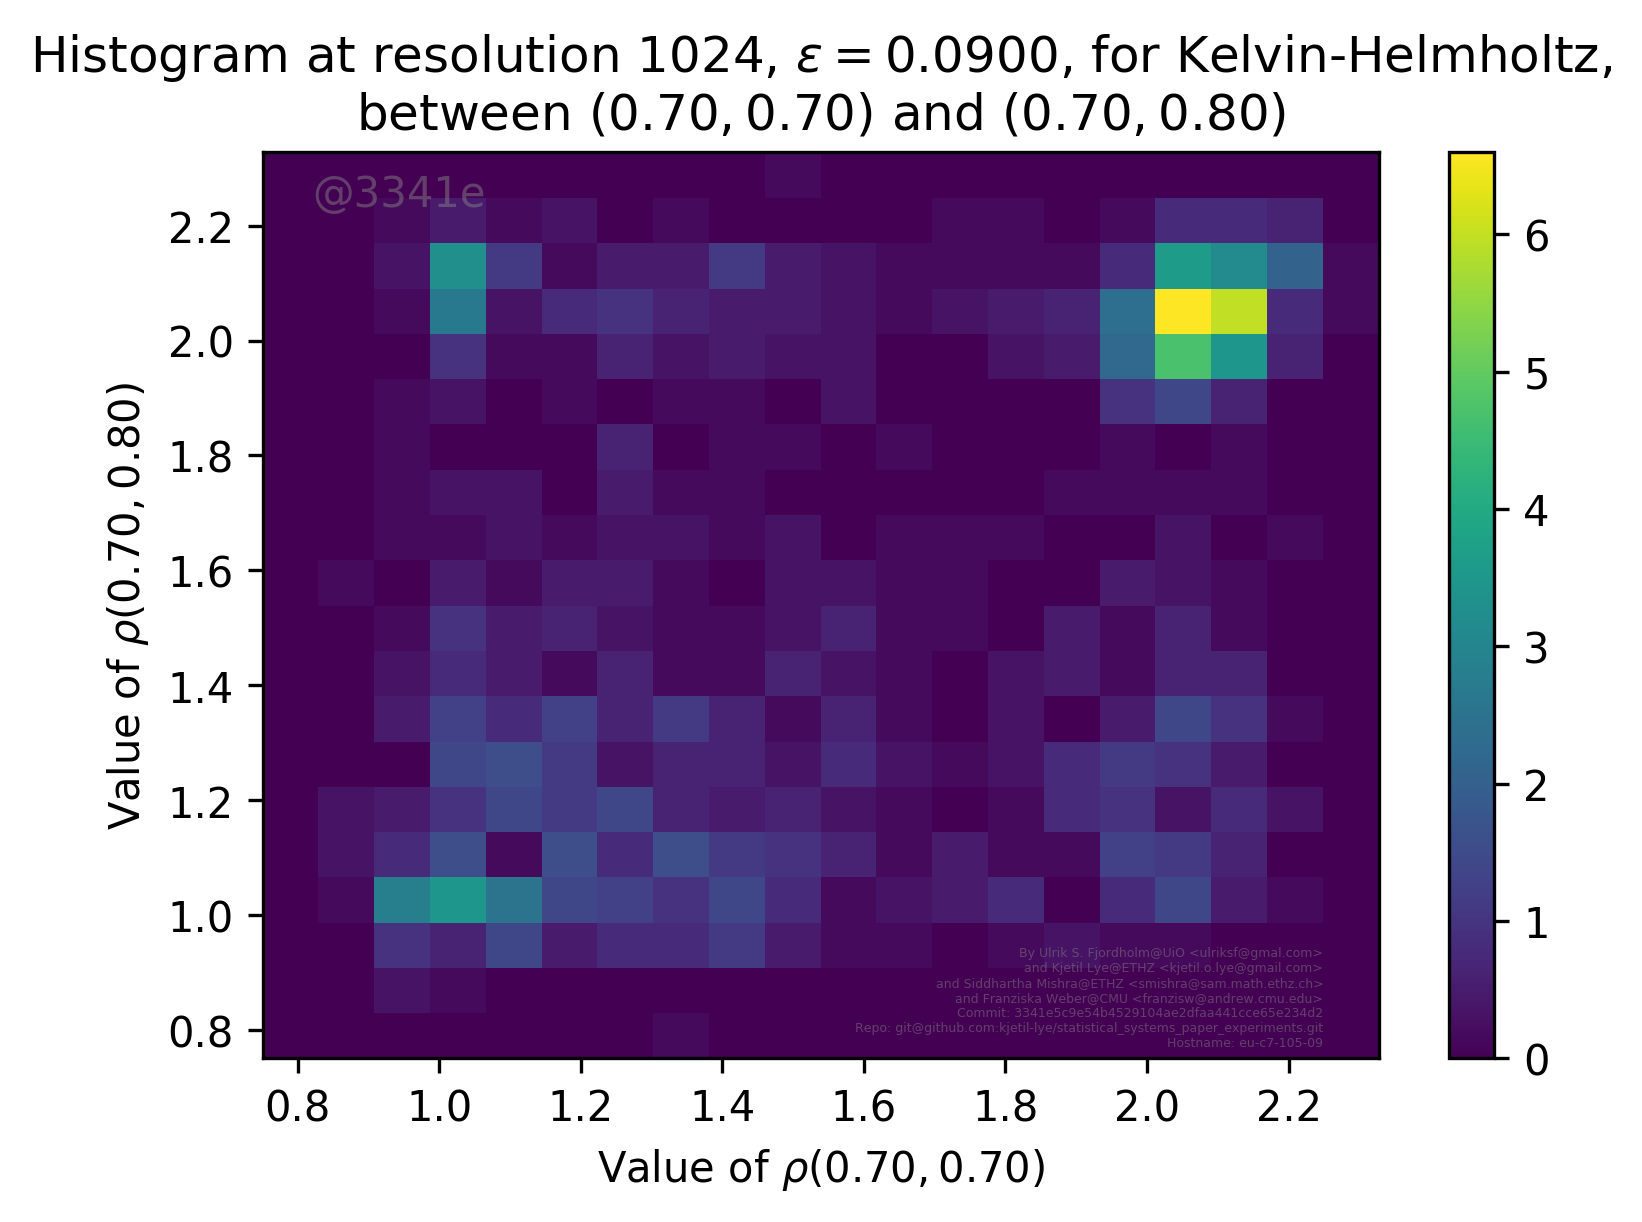 Histogram at resolution 1024, ε = 0.0900, for Kelvin-Helmholtz,
between (0.70, 0.70) and (0.70, 0.80)
@3341e
2.2
2.0
1.8
1.6
1.4
1.2
1.0
0.8
Value of ρ(0.70, 0.80)
0.8 1.0 1.2 1.4 1.6 1.8 2.0 2.2
Value of ρ(0.70, 0.70)
6
5
4
3
2
1
0
By Ulrik S. Fjordholm@UiO <ulriksf@gmal.com>
and Kjetil Lye@ETHZ <kjetil.o.lye@gmail.com>
and Siddhartha Mishra@ETHZ <smishra@sam.math.ethz.ch>
and Franziska Weber@CMU <franzisw@andrew.cmu.edu>
Commit: 3341e5c9e54b4529104ae2dfaa441cce65e234d2
Repo: git@github.com:kjetil-lye/statistical_systems_paper_experiments.git
Hostname: eu-c7-105-09